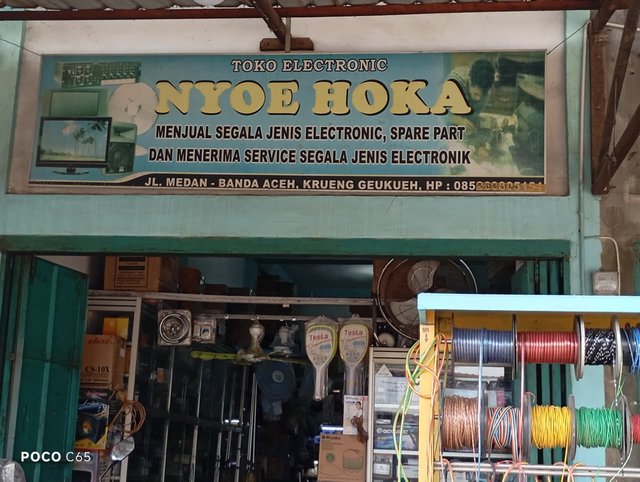 TOKO ELECTRONIC
NYOE HOKA
MENJUAL SEGALA JENIS ELECTRONIC, SPARE PART
DAN MENERIMA SERVICE SEGALA JENIS ELECTRONIK
JL. MEDAN - BANDA ACEH, KRUENG GEUKUEH, HP : 085
TesLa
TesLa
CS-10X
POCO C65